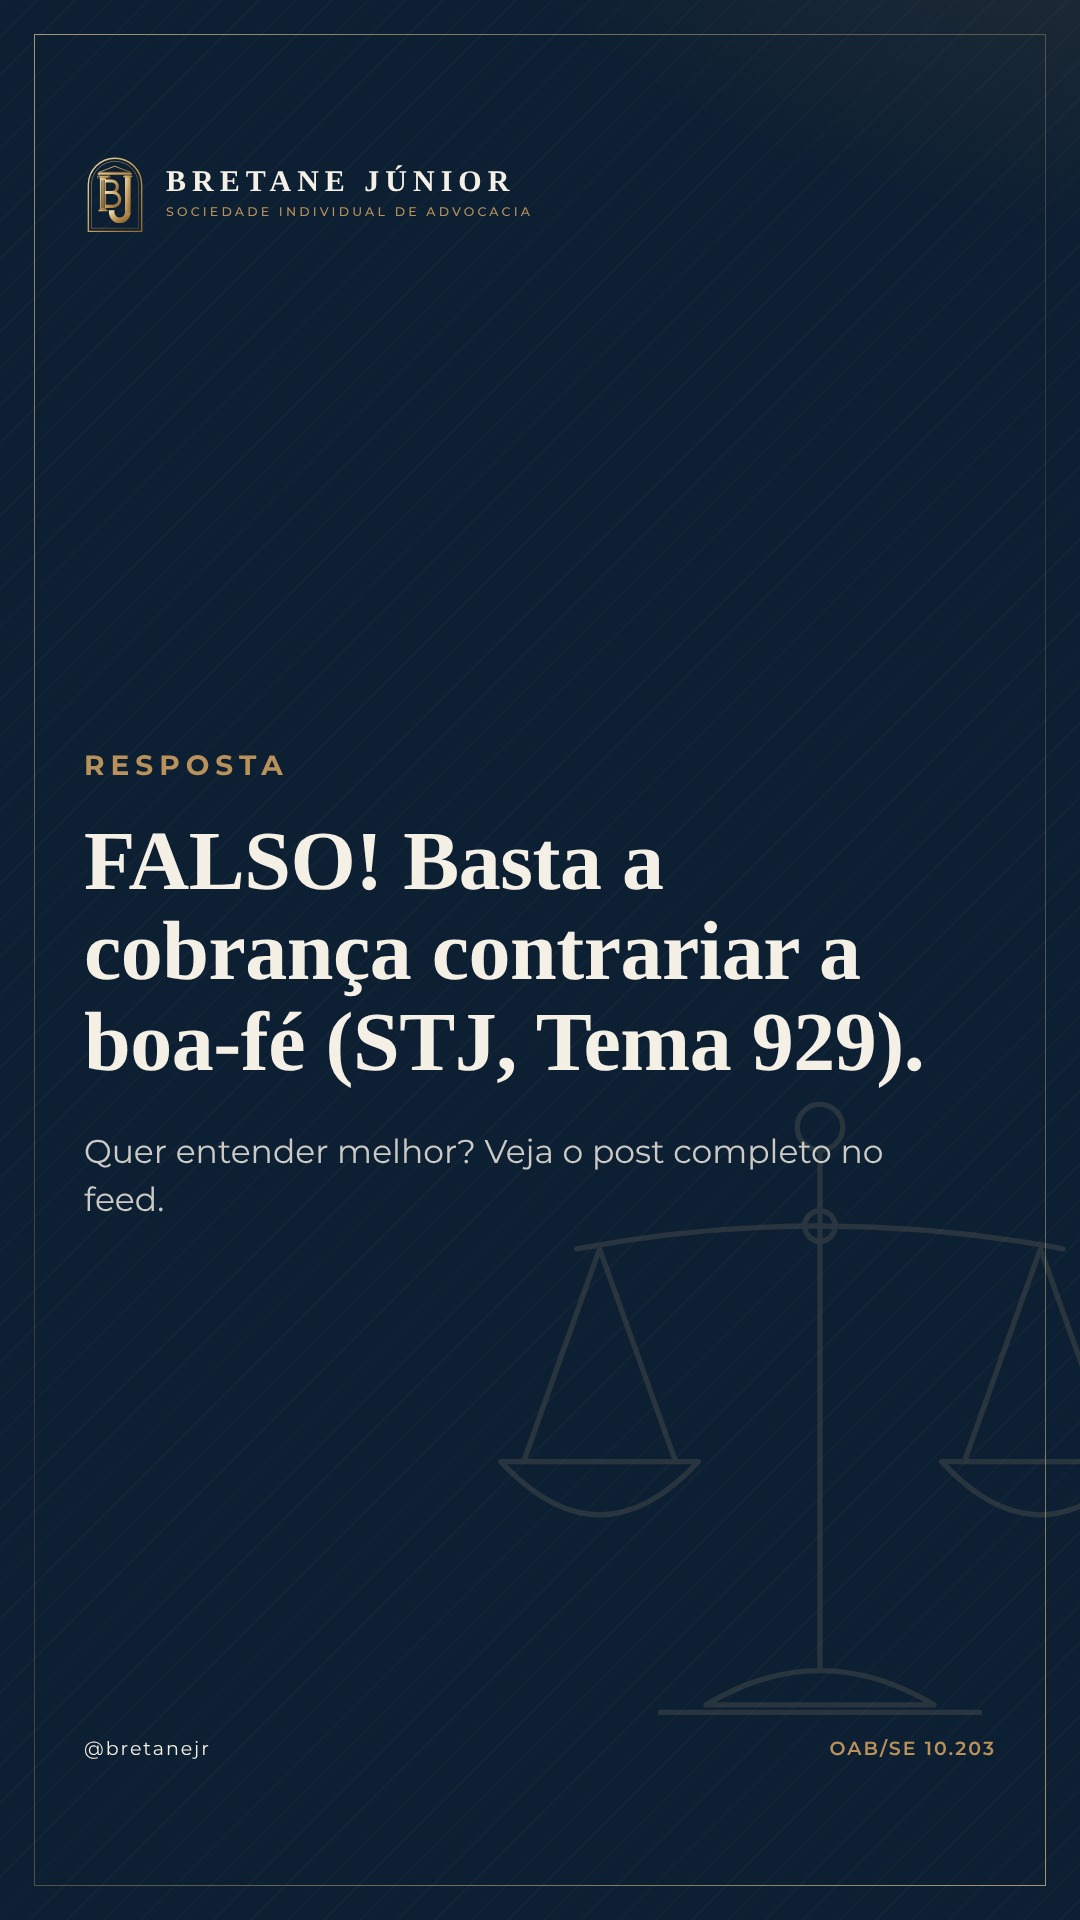 BJ
BRETANE JÚNIOR
SOCIEDADE INDIVIDUAL DE ADVOCACIA
RESPOSTA
FALSO! Basta a
cobrança contrariar a
boa-fé (STJ, Tema 929).
Quer entender melhor? Veja o post completo no
feed.
@bretanejr
OAB/SE 10.203